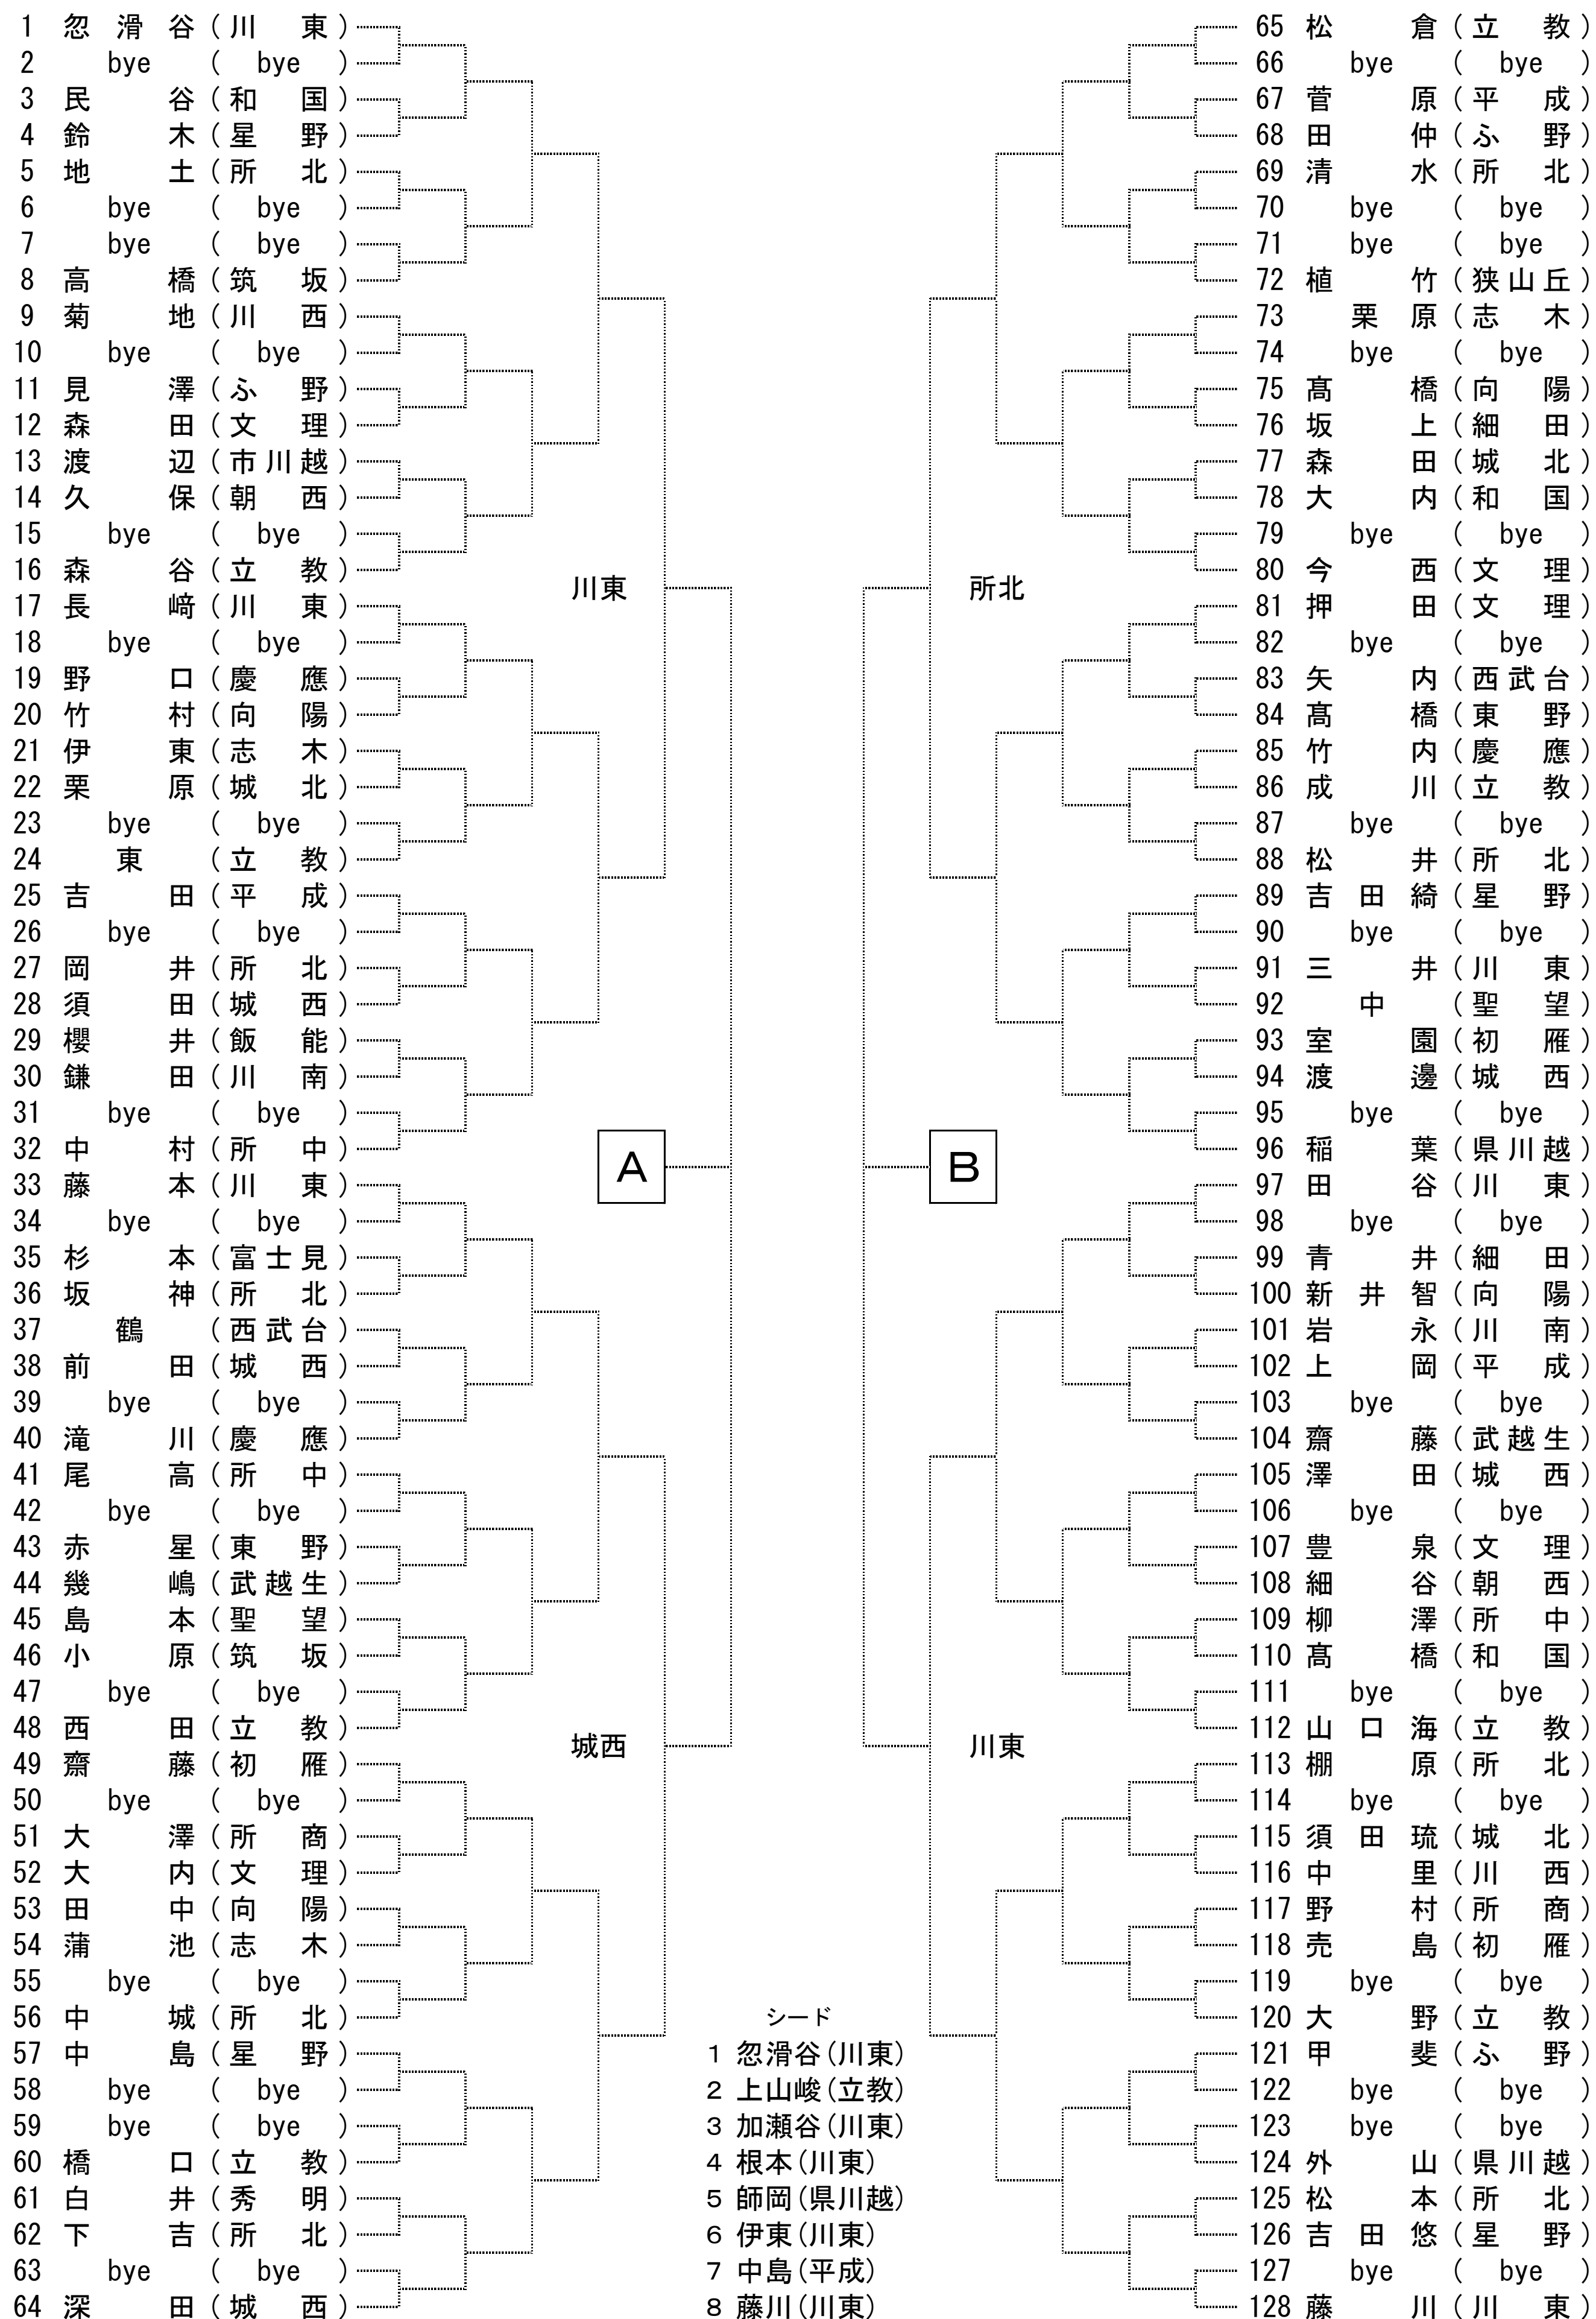 1 忽滑谷(川東)
2 bye (bye)
3 民谷(和国)
4 鈴木(星野)
5 地土(所北)
6 bye (bye)
7 bye (bye)
8 高橋(筑坂)
9 菊地(川西)
10 bye (bye)
11 見澤(ふ野)
12 森田(文理)
13 渡辺(市川越)
14 久保(朝西)
15 bye (bye)
16 森谷(立教)
17 長﨑(川東)
18 bye (bye)
19 野口(慶應)
20 竹村(向陽)
21 伊東(志木)
22 栗原(城北)
23 bye (bye)
24 東(立教)
25 吉田(平成)
26 bye (bye)
27 岡井(所北)
28 須田(城西)
29 櫻井(飯能)
30 鎌田(川南)
31 bye (bye)
32 中村(所中)
33 藤本(川東)
34 bye (bye)
35 杉本(富士見)
36 坂神(所北)
37 鶴(西武台)
38 前田(城西)
39 bye (bye)
40 滝川(慶應)
41 尾高(所中)
42 bye (bye)
43 赤星(東野)
44 幾嶋(武越生)
45 島本(聖望)
46 小原(筑坂)
47 bye (bye)
48 西田(立教)
49 齋藤(初雁)
50 bye (bye)
51 大澤(所商)
52 大内(文理)
53 田中(向陽)
54 蒲池(志木)
55 bye (bye)
56 中城(所北)
57 中島(星野)
58 bye (bye)
59 bye (bye)
60 橋口(立教)
61 白井(秀明)
62 下吉(所北)
63 bye (bye)
64 深田(城西)
川東
A
城西
所北
B
川東
シード
1 忽滑谷(川東)
2 上山峻(立教)
3 加瀬谷(川東)
4 根本(川東)
5 師岡(県川越)
6 伊東(川東)
7 中島(平成)
8 藤川(川東)
65 松倉(立教)
66 bye (bye)
67 菅原(平成)
68 田仲(ふ野)
69 清水(所北)
70 bye (bye)
71 bye (bye)
72 植竹(狭山丘)
73 栗原(志木)
74 bye (bye)
75 髙橋(向陽)
76 坂上(細田)
77 森田(城北)
78 大内(和国)
79 bye (bye)
80 今西(文理)
81 押田(文理)
82 bye (bye)
83 矢内(西武台)
84 髙橋(東野)
85 竹内(慶應)
86 成川(立教)
87 bye (bye)
88 松井(所北)
89 吉田綺(星野)
90 bye (bye)
91 三井(川東)
92 中(聖望)
93 室園(初雁)
94 渡邊(城西)
95 bye (bye)
96 稲葉(県川越)
97 田谷(川東)
98 bye (bye)
99 青井(細田)
100 新井智(向陽)
101 岩永(川南)
102 上岡(平成)
103 bye (bye)
104 齋藤(武越生)
105 澤田(城西)
106 bye (bye)
107 豊泉(文理)
108 細谷(朝西)
109 柳澤(所中)
110 髙橋(和国)
111 bye (bye)
112 山口海(立教)
113 棚原(所北)
114 bye (bye)
115 須田琉(城北)
116 中里(川西)
117 野村(所商)
118 売島(初雁)
119 bye (bye)
120 大野(立教)
121 甲斐(ふ野)
122 bye (bye)
123 bye (bye)
124 外山(県川越)
125 松本(所北)
126 吉田悠(星野)
127 bye (bye)
128 藤川(川東)